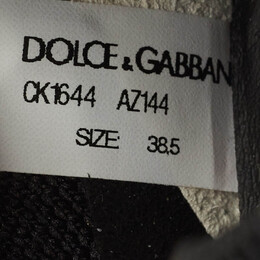 DOLCE & GABBAN
CK1644 AZ144
SIZE: 38,5